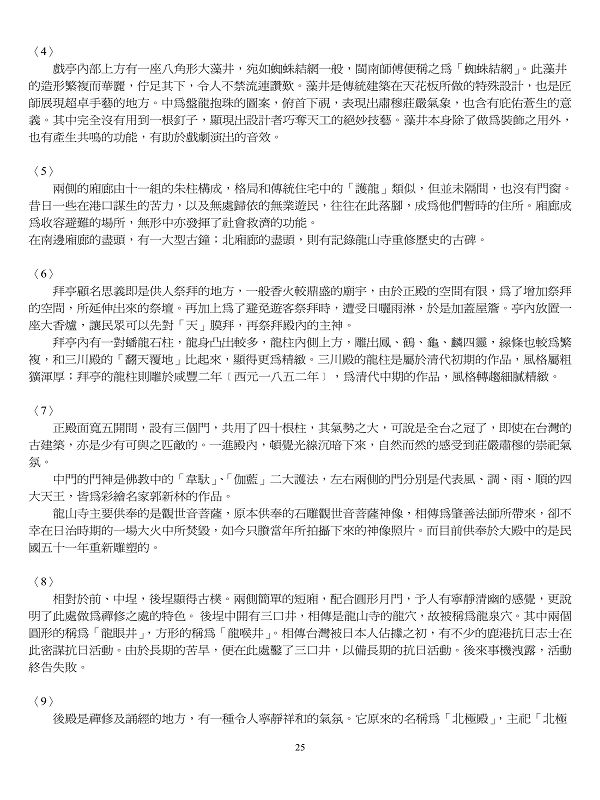 〈4〉
戲亭內部上方有一座八角形大藻井，宛如蜘蛛結網一般，閩南師傅便稱之為「蜘蛛結網」。此藻井
的造形繁複而華麗，佇足其下，令人不禁流連讚歎。藻井是傳統建築在天花板所做的特殊設計，也是匠
師展現超卓手藝的地方。中為盤龍抱珠的圖案，俯首下視，表現出肅穆莊嚴氣象，也含有庇佑蒼生的意
義。其中完全沒有用到一根釘子，顯現出設計者巧奪天工的絕妙技藝。藻井本身除了做為裝飾之用外，
也有產生共鳴的功能，有助於戲劇演出的音效。
〈5〉
兩側的廂廊由十一組的朱柱構成，格局和傳統住宅中的「護龍」類似，但並未隔間，也沒有門窗。
昔日一些在港口謀生的苦力，以及無處歸依的無業遊民，往往在此落腳，成為他們暫時的住所。廂廊成
為收容避難的場所，無形中亦發揮了社會救濟的功能。
在南邊廂廊的盡頭，有一大型古鐘；北廂廊的盡頭，則有記錄龍山寺重修歷史的古碑。
〈6〉
拜亭顧名思義即是供人祭拜的地方，一般香火較鼎盛的廟宇，由於正殿的空間有限，為了增加祭拜
的空間，所延伸出來的祭壇。再加上為了避免遊客祭拜時，遭受日曬雨淋，於是加蓋屋簷。亭內放置一
座大香爐，讓民眾可以先對「天」膜拜，再祭拜殿內的主神。
拜亭內有一對蟠龍石柱，龍身凸出較多，龍柱內側上方，雕出鳳、鶴、龜、麟四靈，線條也較為繁
複，和三川殿的「翻天覆地」比起來，顯得更為精緻。三川殿的龍柱是屬於清代初期的作品，風格屬粗
獷渾厚；拜亭的龍柱則雕於咸豐二年﹝西元一八五二年﹞，為清代中期的作品，風格轉趨細膩精緻。
〈7〉
正殿面寬五開間，設有三個門，共用了四十根柱，其氣勢之大，可說是全台之冠了，即使在台灣的
古建築，亦是少有可與之匹敵的。一進殿內，頓覺光線沉暗下來，自然而然的感受到莊嚴肅穆的崇祀氣
氛。
中門的門神是佛教中的「韋馱」、「伽藍」二大護法，左右兩側的門分別是代表風、調、雨、順的四
大天王，皆為彩繪名家郭新林的作品。
龍山寺主要供奉的是觀世音菩薩，原本供奉的石雕觀世音菩薩神像，相傳為肇善法師所帶來，卻不
幸在日治時期的一場大火中所焚毀，如今只賸當年所拍攝下來的神像照片。而目前供奉於大殿中的是民
國五十一年重新雕塑的。
〈8〉
相對於前、中埕，後埕顯得古樸。兩側簡單的短廂，配合圓形月門，予人有寧靜清幽的感覺，更說
明了此處做為禪修之處的特色。 後埕中開有三口井，相傳是龍山寺的龍穴，故被稱為龍泉穴。其中兩個
圓形的稱為「龍眼井」，方形的稱為「龍喉井」。相傳台灣被日本人佔據之初，有不少的鹿港抗日志士在
此密謀抗日活動。由於長期的苦旱，便在此處鑿了三口井，以備長期的抗日活動。後來事機洩露，活動
終告失敗。
〈9〉
後殿是禪修及誦經的地方，有一種令人寧靜祥和的氣氛。它原來的名稱為「北極殿」，主祀「北極
25